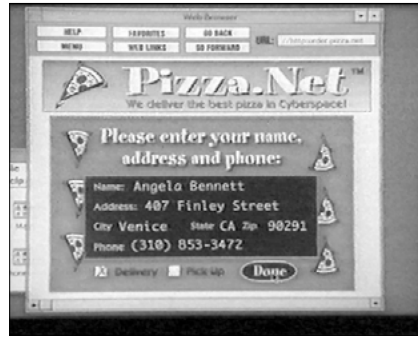 Web Browser
HELP FAVORITES GO BACK
MENU WEB LINKS GO FORWARD URL:
Pizza.Net™
We deliver the best pizza in Cyberspace!
Please enter your name,
address and phone:
Name: Angela Bennett
Address: 407 Finley Street
City Venice State CA Zip 90291
Phone (310) 853-3472
Delivery Pick Up Done